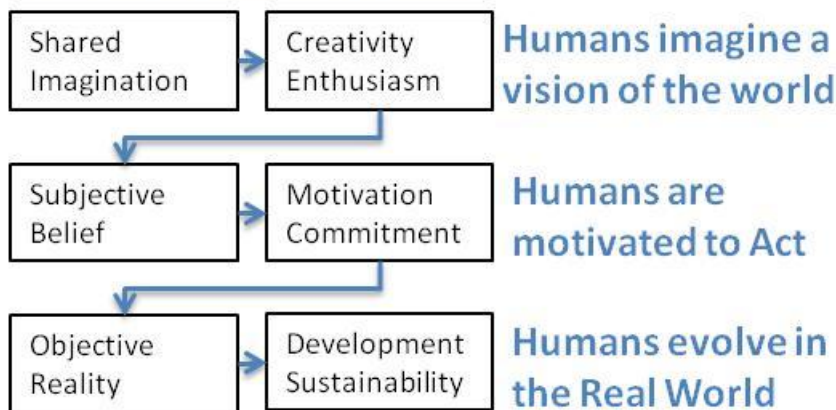 Shared
Imagination
Creativity
Enthusiasm
Humans imagine a
vision of the world
Subjective
Belief
Motivation
Commitment
Humans are
motivated to Act
Objective
Reality
Development
Sustainability
Humans evolve in
the Real World